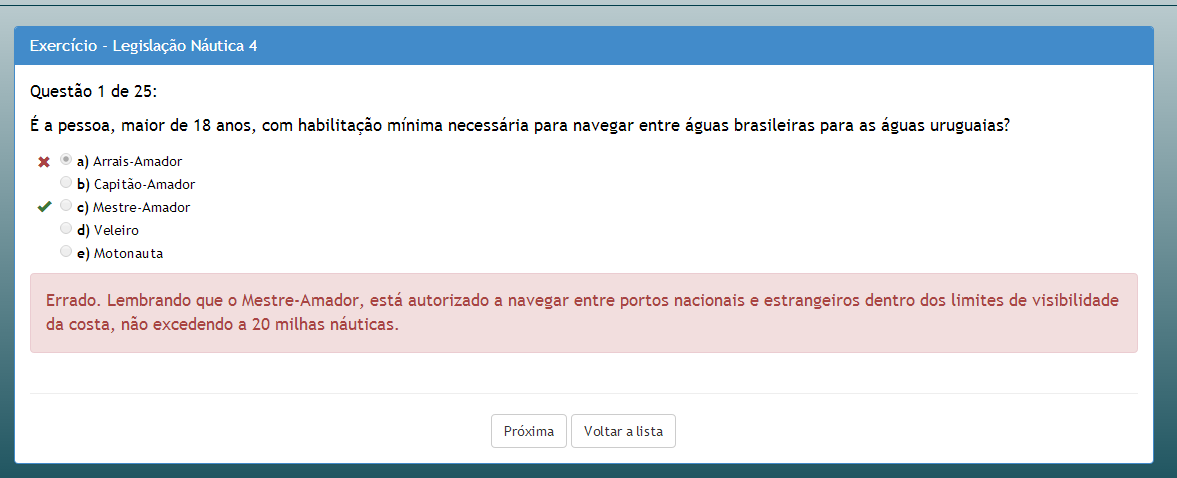 Exercício - Legislação Náutica 4
Questão 1 de 25:
É a pessoa, maior de 18 anos, com habilitação mínima necessária para navegar entre águas brasileiras para as águas uruguaias?
a) Arrais-Amador
b) Capitão-Amador
c) Mestre-Amador
d) Veleiro
e) Motonauta
Errado. Lembrando que o Mestre-Amador, está autorizado a navegar entre portos nacionais e estrangeiros dentro dos limites de visibilidade
da costa, não excedendo a 20 milhas náuticas.
Próxima
Voltar a lista